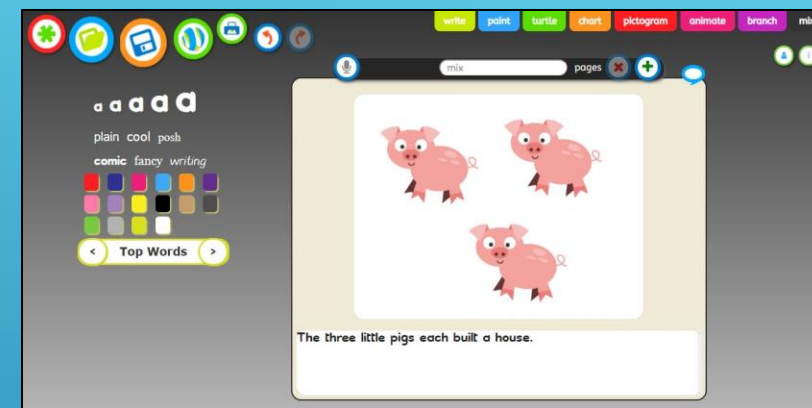 write paint turtle chart pictogram animate branch mix
mix pages
a a a a a
plain cool posh
comic fancy writing
< Top Words >
The three little pigs each built a house.